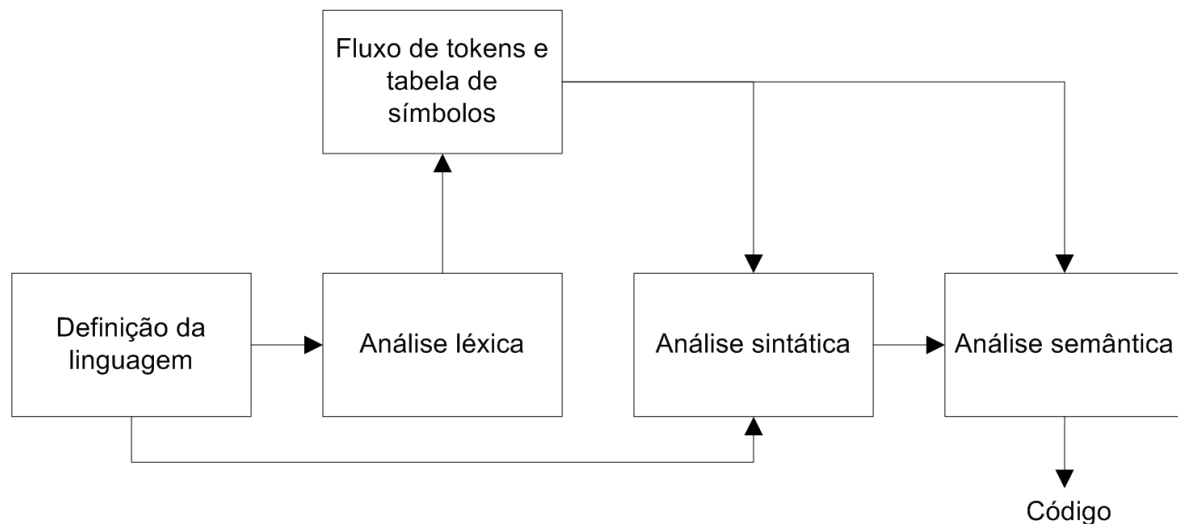 Fluxo de tokens e
tabela de
símbolos
Definição da
linguagem
Análise léxica
Análise sintática
Análise semântica
Código